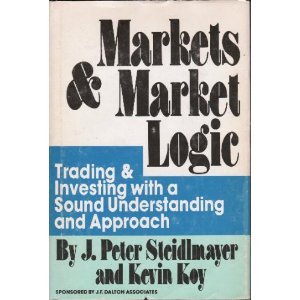 Markets
& Market
Logic
Trading &
Investing with a
Sound Understanding
and Approach
By J. Peter Steidlmayer
and Kevin Koy
SPONSORED BY J.F. DALTON ASSOCIATES